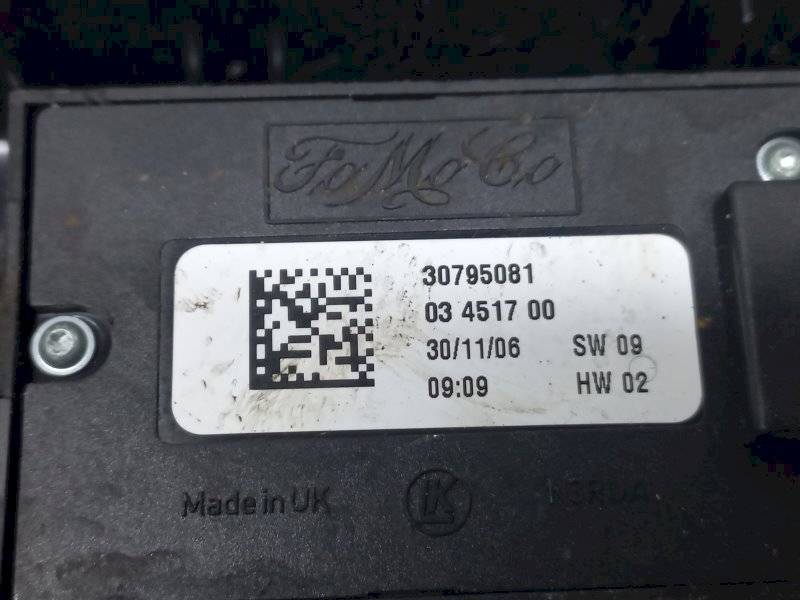 FoMoCo
30795081
03 4517 00
30/11/06 SW 09
09:09 HW 02
Made in UK